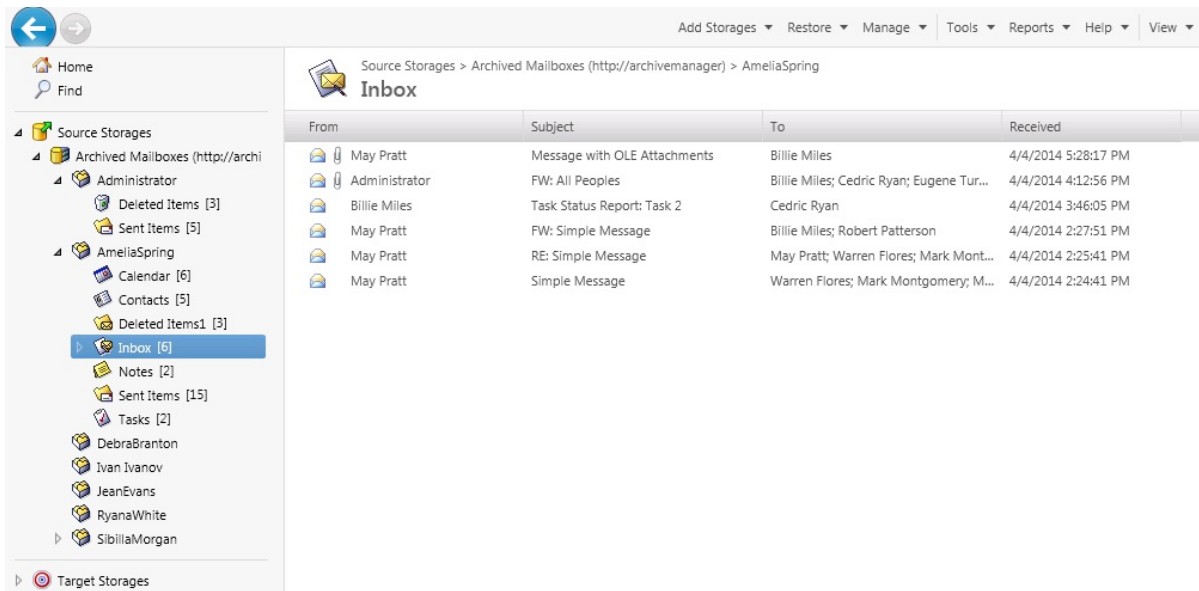 Add Storages Restore Manage Tools Reports Help View
Home
Find
Source Storages
Archived Mailboxes (http://archi
Administrator
Deleted Items [3]
Sent Items [5]
AmeliaSpring
Calendar [6]
Contacts [5]
Deleted Items1 [3]
Inbox [6]
Notes [2]
Sent Items [15]
Tasks [2]
DebraBranton
Ivan Ivanov
JeanEvans
RyanaWhite
SibillaMorgan
Target Storages
Source Storages > Archived Mailboxes (http://archivemanager) > AmeliaSpring
Inbox
From Subject To Received
May Pratt Message with OLE Attachments Billie Miles 4/4/2014 5:28:17 PM
Administrator FW: All Peoples Billie Miles; Cedric Ryan; Eugene Tur... 4/4/2014 4:12:56 PM
Billie Miles Task Status Report: Task 2 Cedric Ryan 4/4/2014 3:46:05 PM
May Pratt FW: Simple Message Billie Miles; Robert Patterson 4/4/2014 2:27:51 PM
May Pratt RE: Simple Message May Pratt; Warren Flores; Mark Mont... 4/4/2014 2:25:41 PM
May Pratt Simple Message Warren Flores; Mark Montgomery; M... 4/4/2014 2:24:41 PM